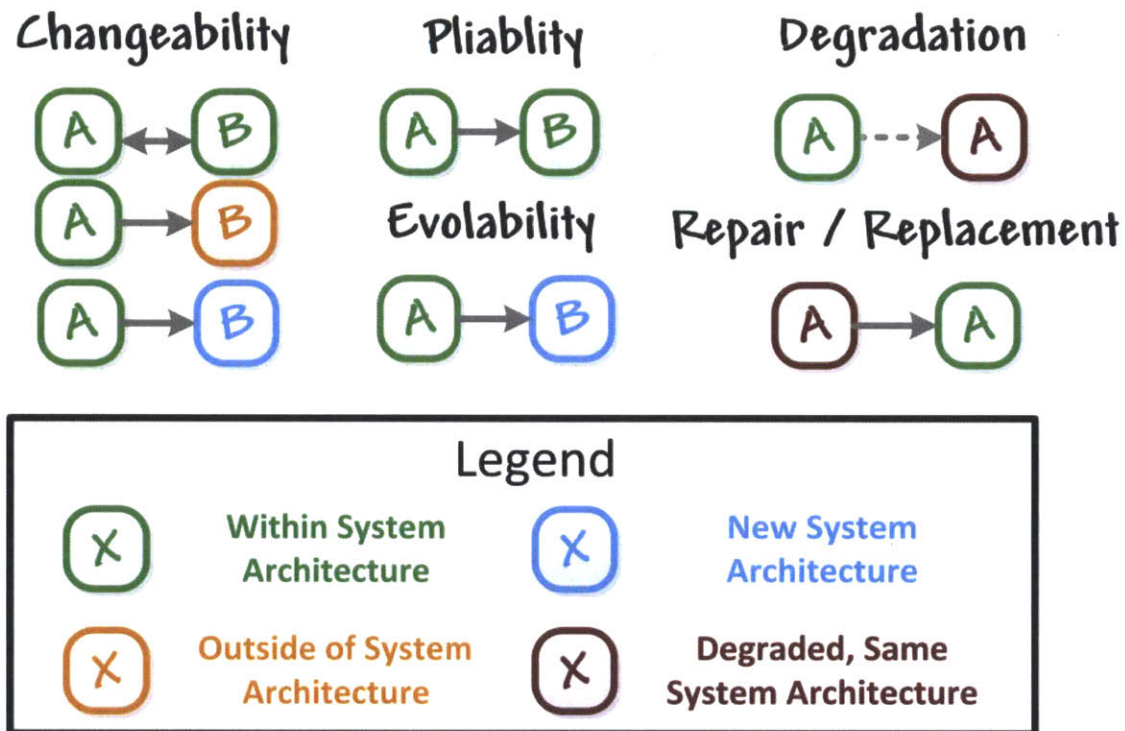 Changeability
A B
A B
A B
Pliablity
A B
Evolability
A B
Degradation
A A
Repair / Replacement
A A
Legend
X Within System
Architecture
X New System
Architecture
X Outside of System
Architecture
X Degraded, Same
System Architecture